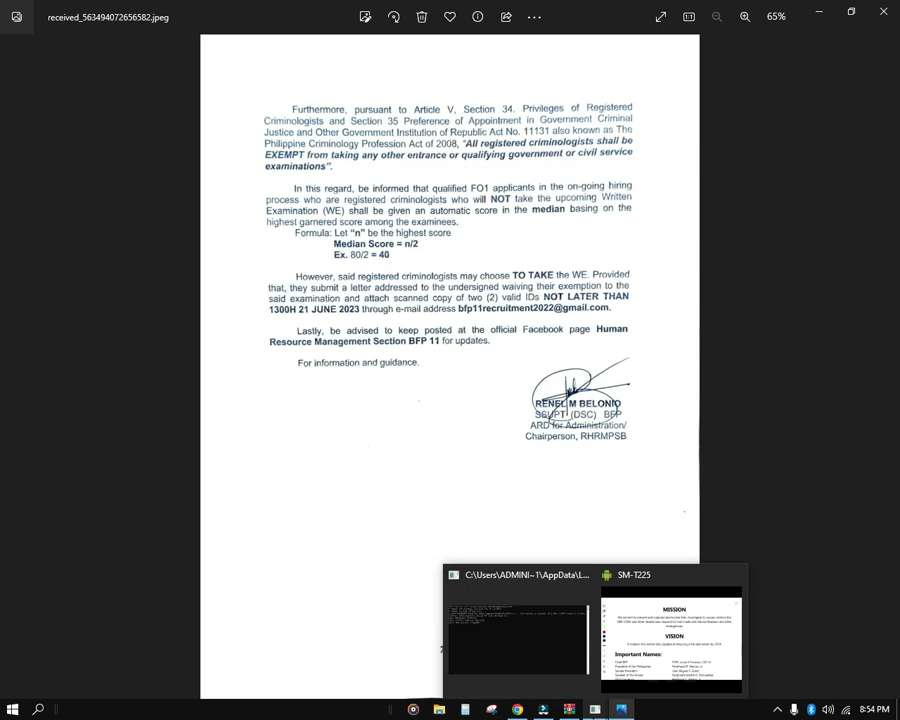 received_563494072656582.jpeg
65%
Furthermore, pursuant to Article V, Section 34. Privileges of Registered
Criminologists and Section 35 Preference of Appointment in Government Criminal
Justice and Other Government Institution of Republic Act No. 11131 also known as The
Philippine Criminology Profession Act of 2008, "All registered criminologists shall be
EXEMPT from taking any other entrance or qualifying government or civil service
examinations".
In this regard, be informed that qualified FO1 applicants in the on-going hiring
process who are registered criminologists who will NOT take the upcoming Written
Examination (WE) shall be given an automatic score in the median basing on the
highest garnered score among the examinees.
Formula: Let "n" be the highest score
Median Score = n/2
Ex. 80/2 = 40
However, said registered criminologists may choose TO TAKE the WE. Provided
that, they submit a letter addressed to the undersigned waiving their exemption to the
said examination and attach scanned copy of two (2) valid IDs NOT LATER THAN
1300H 21 JUNE 2023 through e-mail address bfp11recruitment2022@gmail.com.
Lastly, be advised to keep posted at the official Facebook page Human
Resource Management Section BFP 11 for updates.
For information and guidance.
RENEL M BELONIO
SSUPT (DSC) BFP
ARD for Administration/
Chairperson, RHRMPSB
C:\Users\ADMINI~1\AppData\L...
SM-T225
MISSION
VISION
Important Names:
8:54 PM